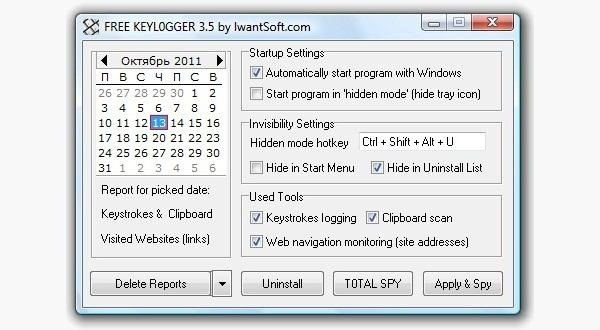 FREE KEYL0GGER 3.5 by IwantSoft.com
Октябрь 2011
П В С Ч П С В
26 27 28 29 30 1 2
3 4 5 6 7 8 9
10 11 12 13 14 15 16
17 18 19 20 21 22 23
24 25 26 27 28 29 30
31 1 2 3 4 5 6
Report for picked date:
Keystrokes & Clipboard
Visited Websites (links)
Startup Settings
Automatically start program with Windows
Start program in 'hidden mode' (hide tray icon)
Invisibility Settings
Hidden mode hotkey Ctrl + Shift + Alt + U
Hide in Start Menu Hide in Uninstall List
Used Tools
Keystrokes logging Clipboard scan
Web navigation monitoring (site addresses)
Delete Reports Uninstall T0TAL SPY Apply & Spy